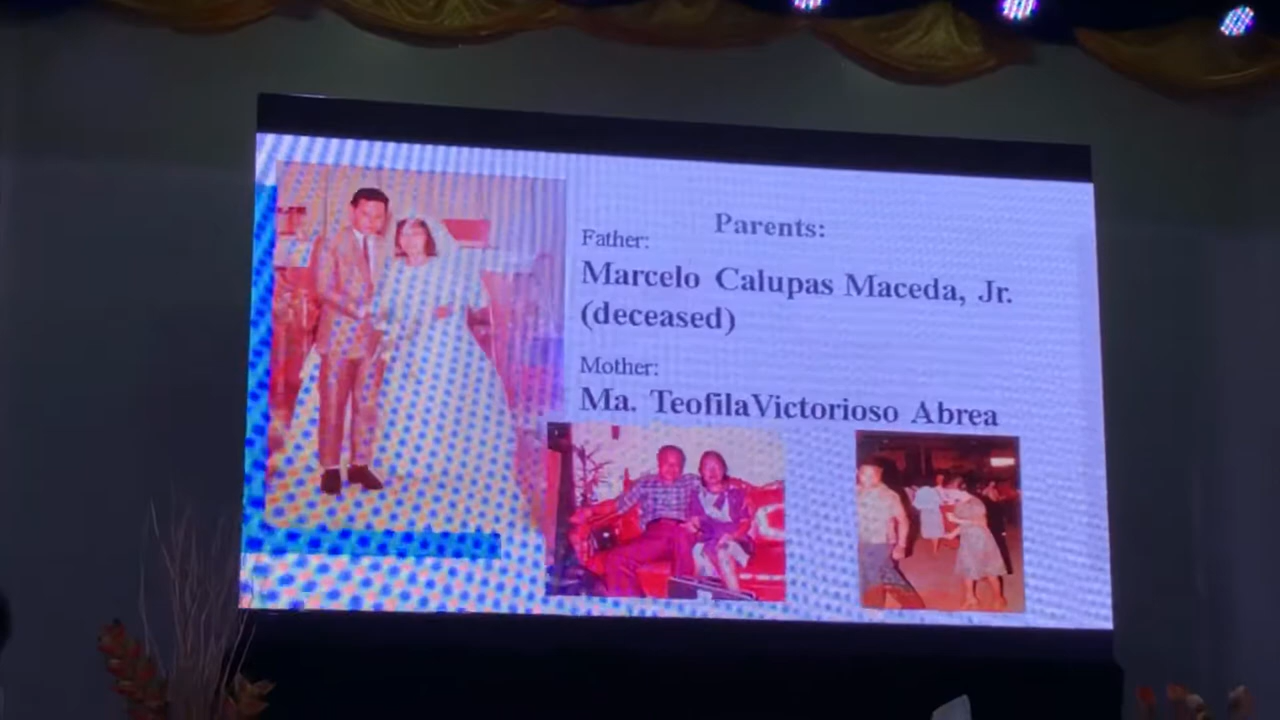 Parents:
Father:
Marcelo Calupas Maceda, Jr.
(deceased)
Mother:
Ma. TeofilaVictorioso Abrea